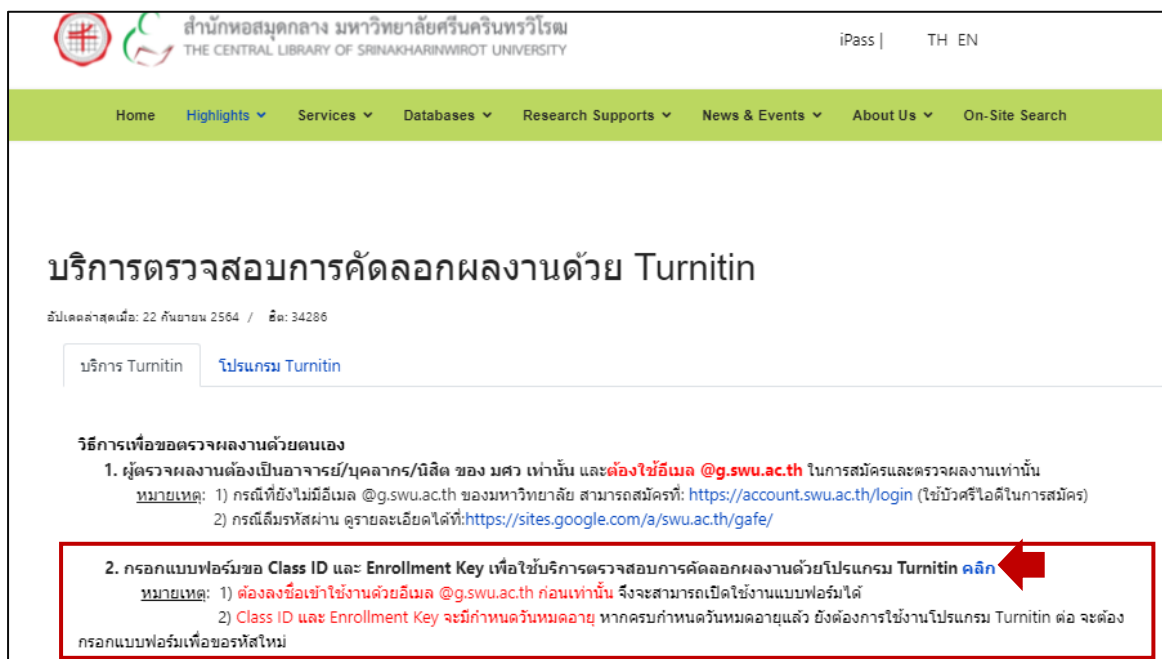 สำนักหอสมุดกลาง มหาวิทยาลัยศรีนครินทรวิโรฒ
THE CENTRAL LIBRARY OF SRINAKHARINWIROT UNIVERSITY
iPass | TH EN
Home Highlights Services Databases Research Supports News & Events About Us On-Site Search
บริการตรวจสอบการคัดลอกผลงานด้วย Turnitin
อัปเดตล่าสุดเมื่อ: 22 กันยายน 2564 / ฮิต: 34286
บริการ Turnitin โปรแกรม Turnitin
วิธีการเพื่อขอตรวจผลงานด้วยตนเอง
1. ผู้ตรวจผลงานต้องเป็นอาจารย์/บุคลากร/นิสิต ของ มศว เท่านั้น และต้องใช้อีเมล @g.swu.ac.th ในการสมัครและตรวจผลงานเท่านั้น
หมายเหตุ: 1) กรณีที่ยังไม่มีอีเมล @g.swu.ac.th ของมหาวิทยาลัย สามารถสมัครที่: https://account.swu.ac.th/login (ใช้บัวศรีไอดีในการสมัคร)
2) กรณีลืมรหัสผ่าน ดูรายละเอียดได้ที่:https://sites.google.com/a/swu.ac.th/gafe/
2. กรอกแบบฟอร์มขอ Class ID และ Enrollment Key เพื่อใช้บริการตรวจสอบการคัดลอกผลงานด้วยโปรแกรม Turnitin คลิก
หมายเหตุ: 1) ต้องลงชื่อเข้าใช้งานด้วยอีเมล @g.swu.ac.th ก่อนเท่านั้น จึงจะสามารถเปิดใช้งานแบบฟอร์มได้
2) Class ID และ Enrollment Key จะมีกำหนดวันหมดอายุ หากครบกำหนดวันหมดอายุแล้ว ยังต้องการใช้งานโปรแกรม Turnitin ต่อ จะต้อง
กรอกแบบฟอร์มเพื่อขอรหัสใหม่